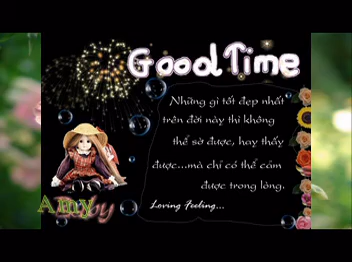 Good Time
Những gì tốt đẹp nhất
trên đời này thì không
thể sờ được, hay thấy
được...mà chỉ có thể cảm
được trong lòng.
Loving Feeling...
Amy